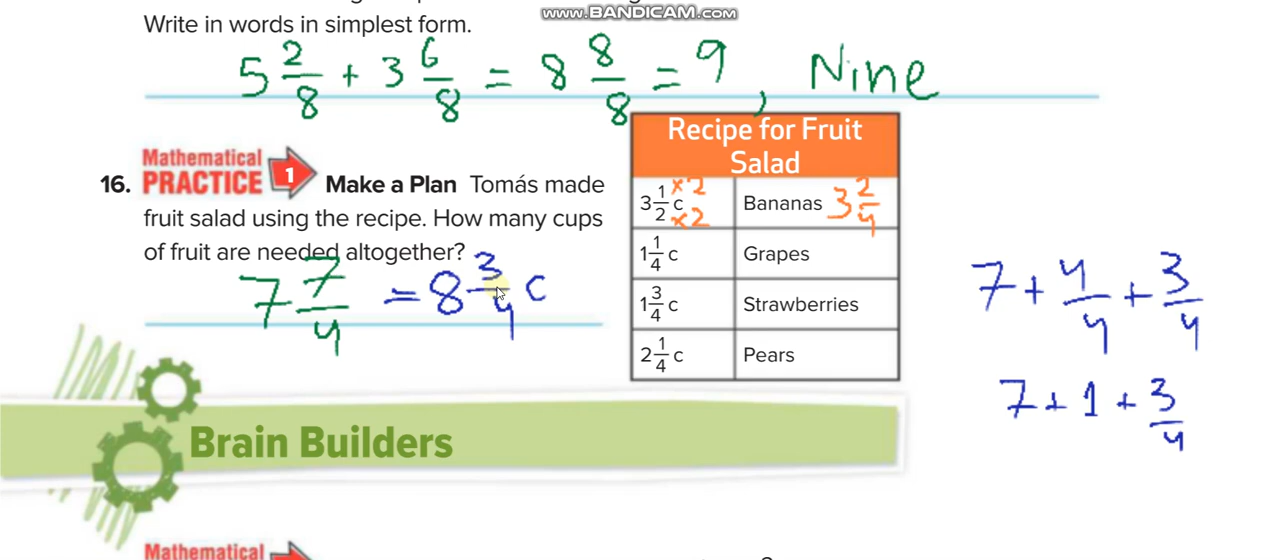 www.BANDICAM.com
Write in words in simplest form.
5 2/8 + 3 6/8 = 8 8/8 = 9, Nine
Mathematical
PRACTICE 1
16. Make a Plan Tomás made
fruit salad using the recipe. How many cups
of fruit are needed altogether?
7 7/4 = 8 3/4 c
Recipe for Fruit
Salad
3 1/2 c ×2 ×2 Bananas 3 2/4
1 1/4 c Grapes
1 3/4 c Strawberries
2 1/4 c Pears
7 + 4/4 + 3/4
7 + 1 + 3/4
Brain Builders
Mathematical